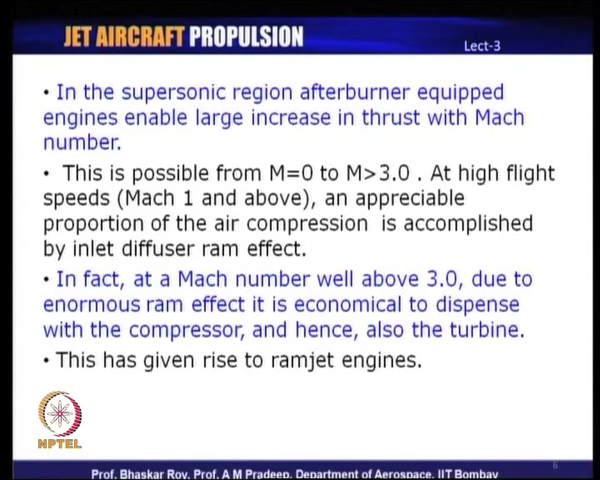 JET AIRCRAFT PROPULSION
Lect-3
• In the supersonic region afterburner equipped
engines enable large increase in thrust with Mach
number.
• This is possible from M=0 to M>3.0 . At high flight
speeds (Mach 1 and above), an appreciable
proportion of the air compression is accomplished
by inlet diffuser ram effect.
• In fact, at a Mach number well above 3.0, due to
enormous ram effect it is economical to dispense
with the compressor, and hence, also the turbine.
• This has given rise to ramjet engines.
NPTEL
6
Prof. Bhaskar Roy, Prof. A M Pradeep, Department of Aerospace, IIT Bombay